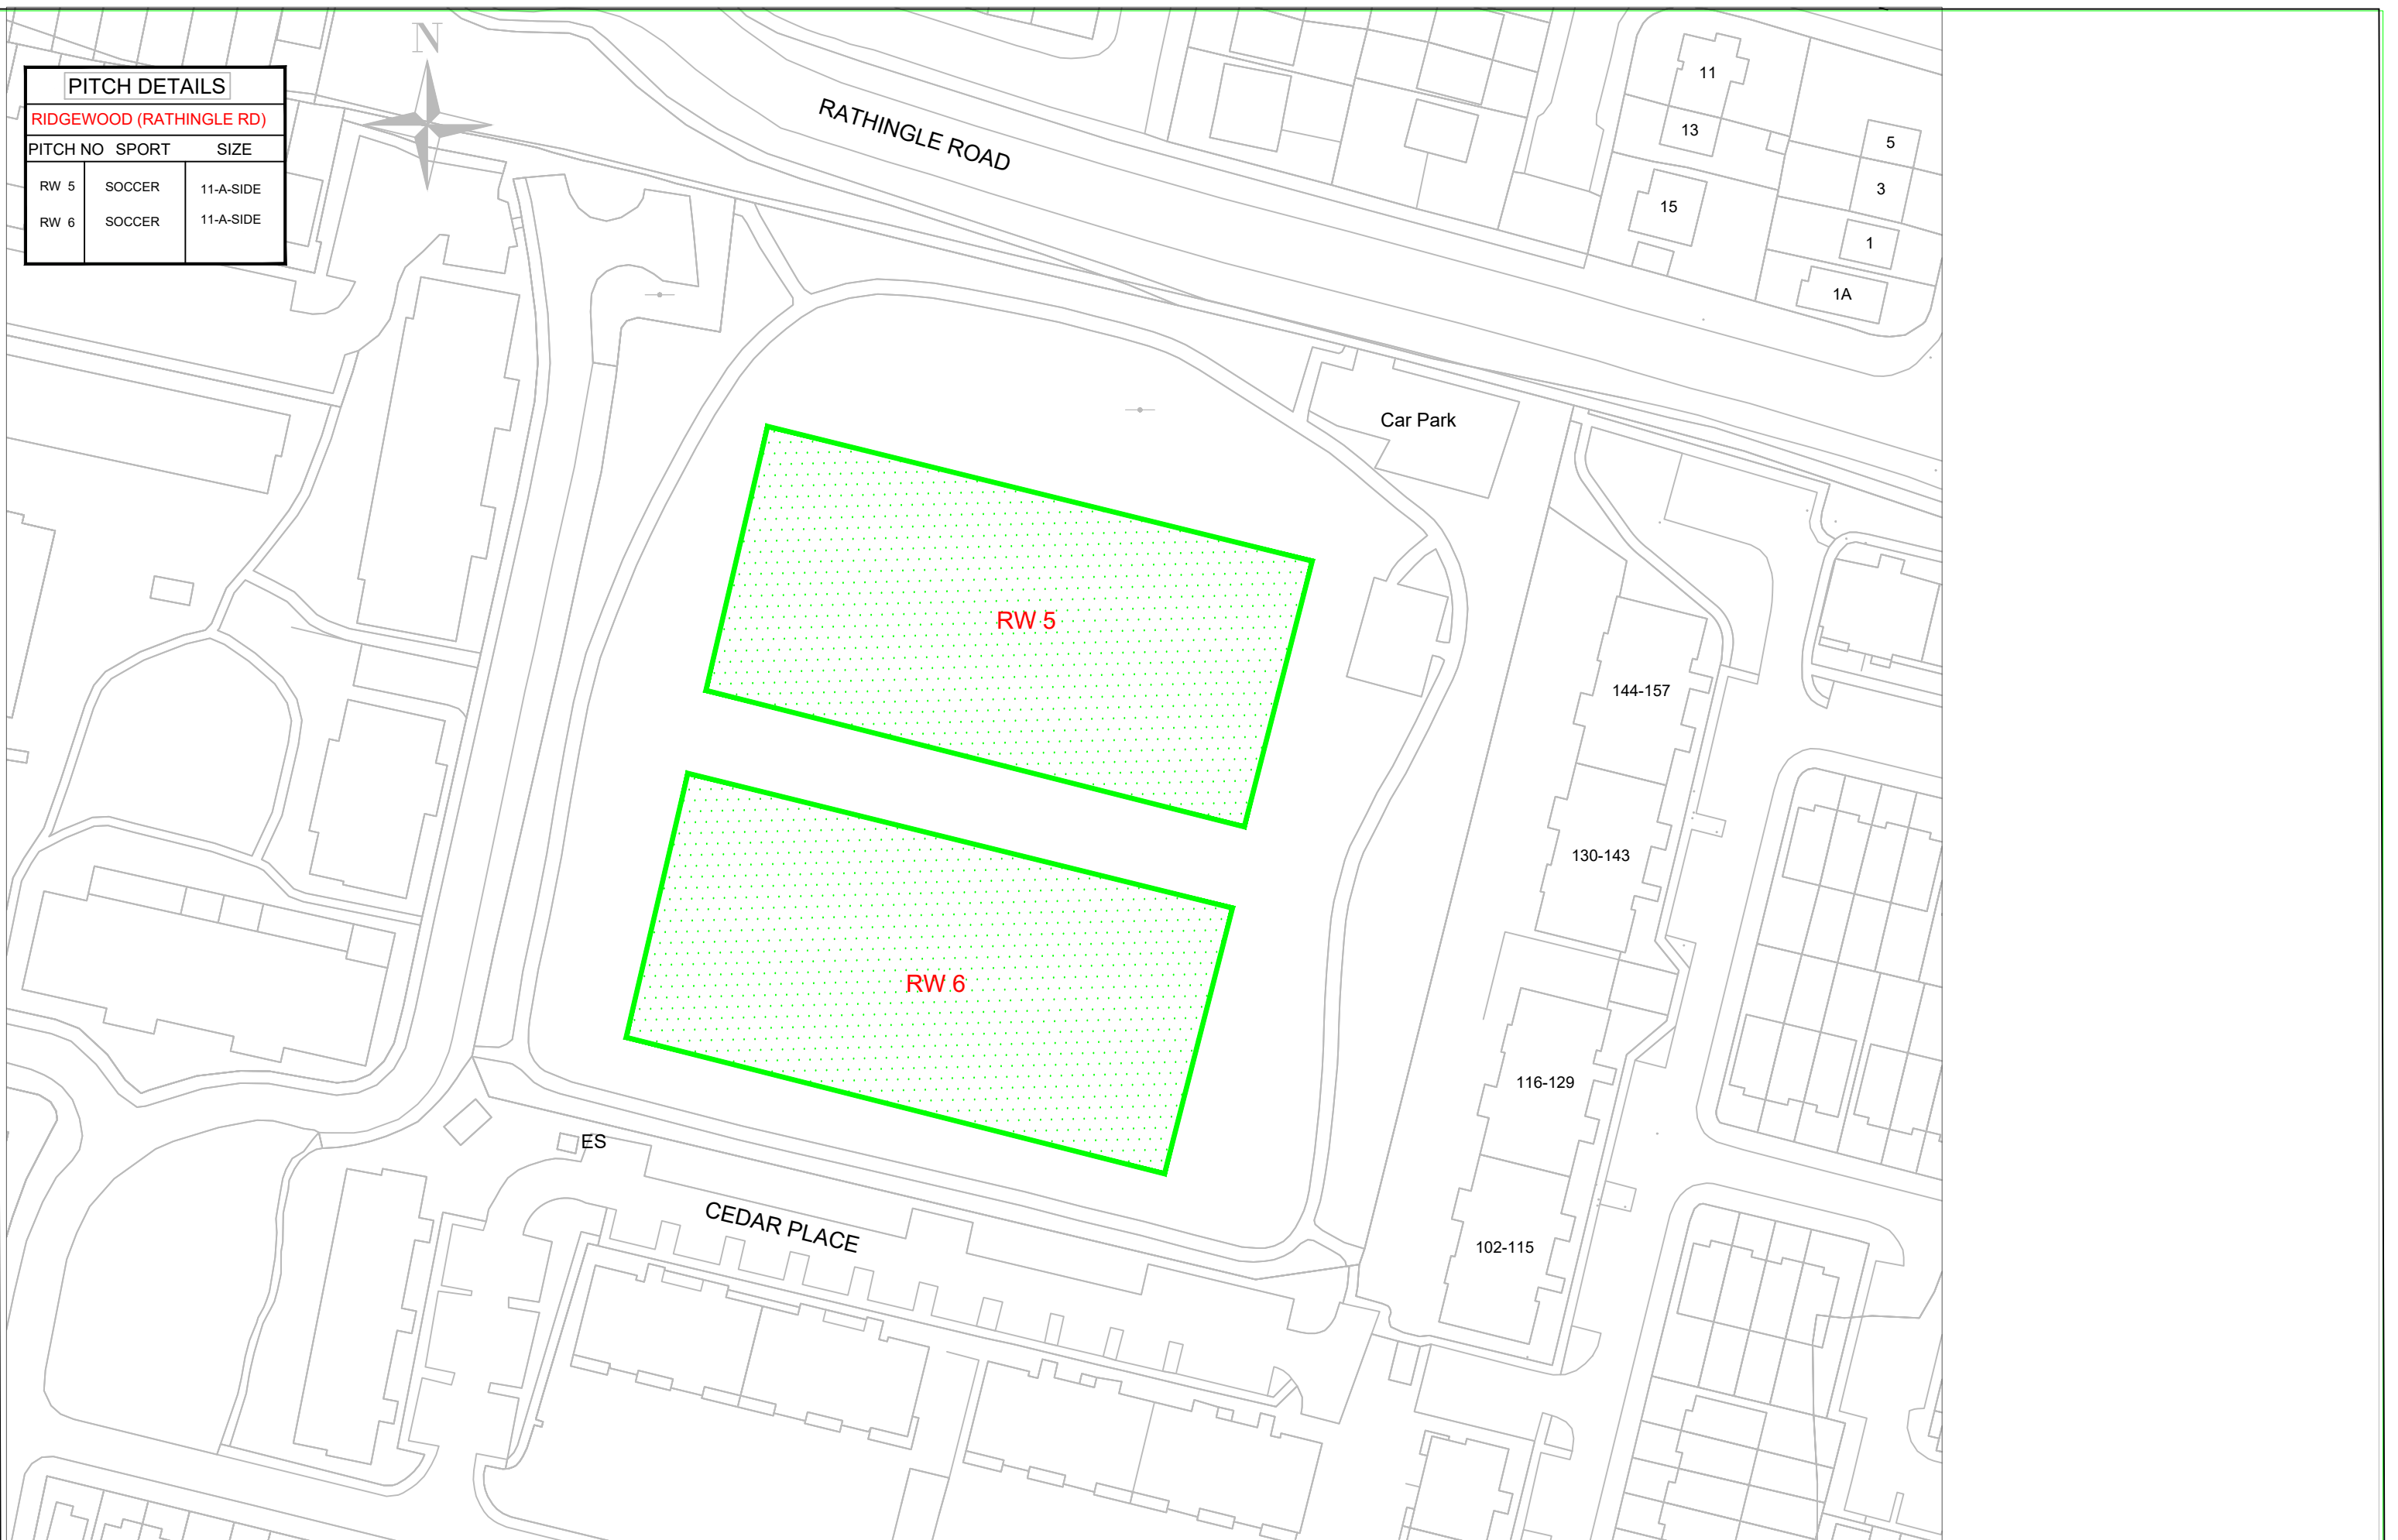 N
PITCH DETAILS
RIDGEWOOD (RATHINGLE RD)
PITCH NO SPORT SIZE
RW 5 SOCCER 11-A-SIDE
RW 6 SOCCER 11-A-SIDE
RATHINGLE ROAD
11
13
5
3
15
1
1A
Car Park
RW 5
144-157
130-143
RW 6
116-129
ES
CEDAR PLACE
102-115